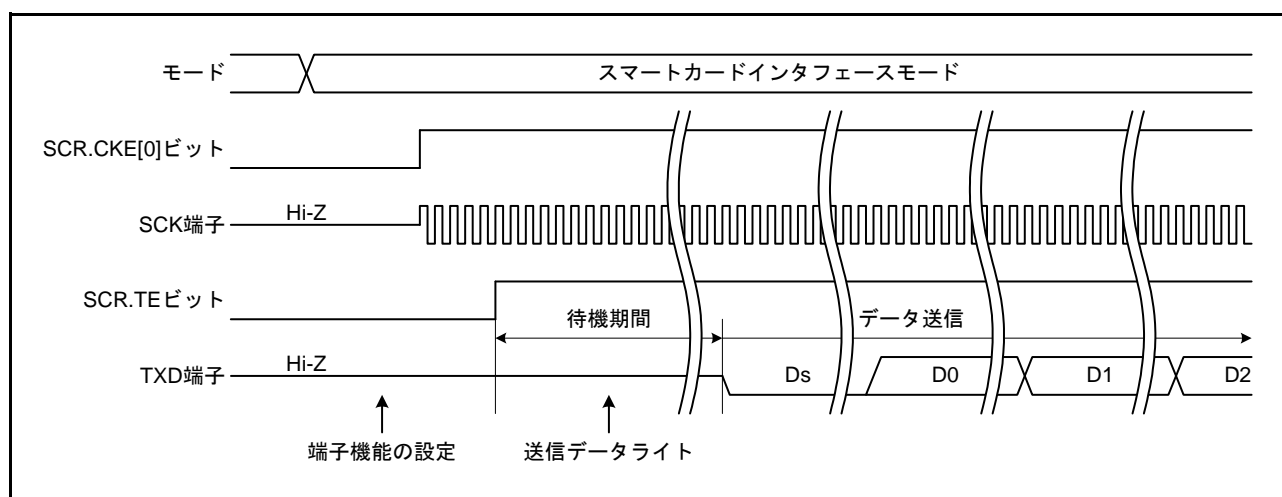 モード
スマートカードインタフェースモード
SCR.CKE[0]ビット
SCK端子
Hi-Z
SCR.TEビット
待機期間
データ送信
TXD端子
Hi-Z
Ds
D0
D1
D2
端子機能の設定
送信データライト